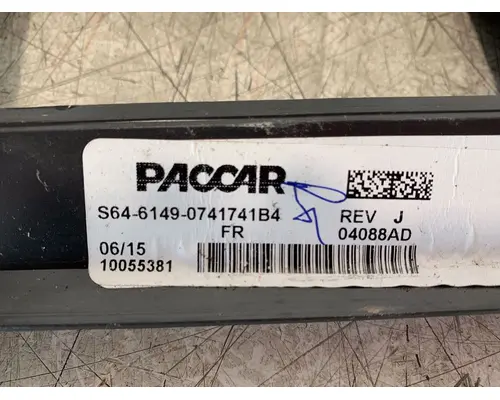 PACCAR
S64-6149-0741741B4 REV J
FR 04088AD
06/15
10055381